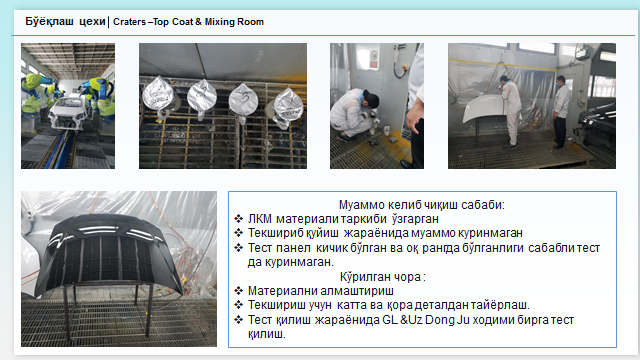 Бўёқлаш цехи| Craters –Top Coat & Mixing Room
Муаммо келиб чиқиш сабаби:
❖ ЛКМ материали таркиби ўзгарган
❖ Текшириб қуйиш жараёнида муаммо куринмаган
❖ Тест панел кичик бўлган ва оқ рангда бўлганлиги сабабли тест
да куринмаган.
Кўрилган чора :
❖ Материални алмаштириш
❖ Текшириш учун катта ва қора деталдан тайёрлаш.
❖ Тест қилиш жараёнида GL &Uz Dong Ju ходими бирга тест
қилиш.